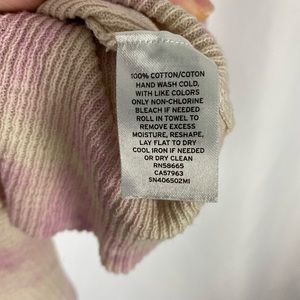 100% COTTON/COTON
HAND WASH COLD,
WITH LIKE COLORS
ONLY NON-CHLORINE
BLEACH IF NEEDED
ROLL IN TOWEL TO
REMOVE EXCESS
MOISTURE, RESHAPE,
LAY FLAT TO DRY
COOL IRON IF NEEDED
OR DRY CLEAN
RN58665
CA57963
SN406502MI